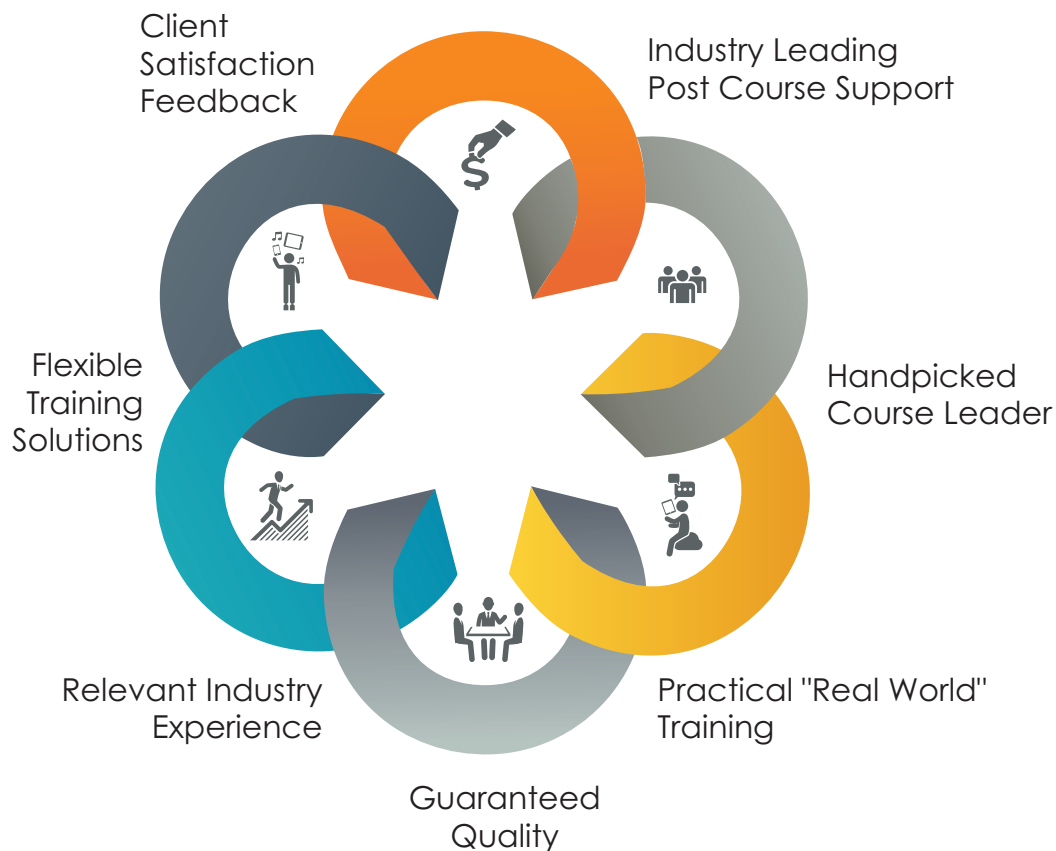 Client
Satisfaction
Feedback
Industry Leading
Post Course Support
Handpicked
Course Leader
Flexible
Training
Solutions
Relevant Industry
Experience
Practical "Real World"
Training
Guaranteed
Quality